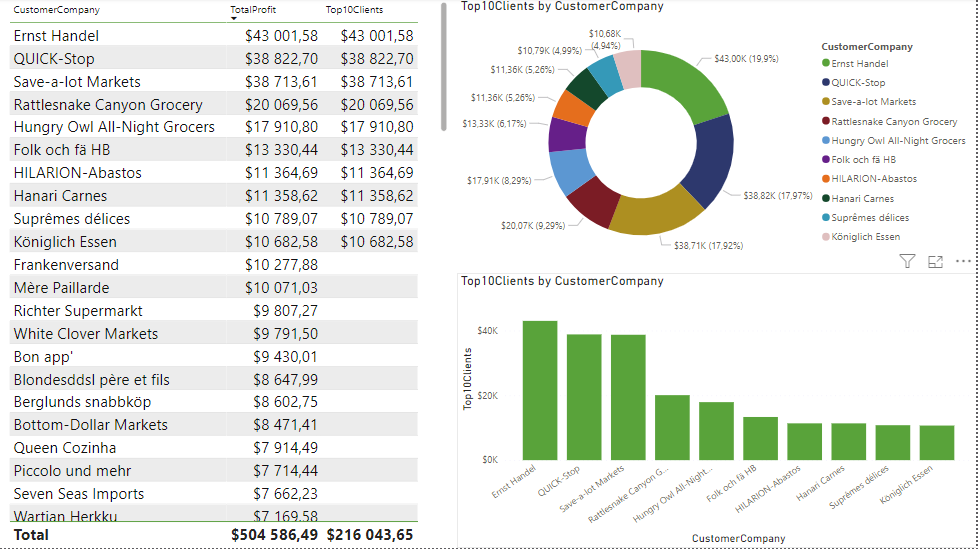 CustomerCompany TotalProfit Top10Clients
Ernst Handel $43 001,58 $43 001,58
QUICK-Stop $38 822,70 $38 822,70
Save-a-lot Markets $38 713,61 $38 713,61
Rattlesnake Canyon Grocery $20 069,56 $20 069,56
Hungry Owl All-Night Grocers $17 910,80 $17 910,80
Folk och fä HB $13 330,44 $13 330,44
HILARION-Abastos $11 364,69 $11 364,69
Hanari Carnes $11 358,62 $11 358,62
Suprêmes délices $10 789,07 $10 789,07
Königlich Essen $10 682,58 $10 682,58
Frankenversand $10 277,88
Mère Paillarde $10 071,03
Richter Supermarkt $9 807,27
White Clover Markets $9 791,50
Bon app' $9 430,01
Blondesddsl père et fils $8 647,99
Berglunds snabbköp $8 602,75
Bottom-Dollar Markets $8 471,41
Queen Cozinha $7 914,49
Piccolo und mehr $7 714,44
Seven Seas Imports $7 662,23
Wartian Herkku $7 169,58
Total $504 586,49 $216 043,65
Top10Clients by CustomerCompany
$10,68K
(4,94%)
$10,79K (4,99%)
$11,36K (5,26%)
$11,36K (5,26%)
$13,33K (6,17%)
$17,91K (8,29%)
$20,07K (9,29%)
$43,00K (19,9%)
$38,82K (17,97%)
$38,71K (17,92%)
CustomerCompany
Ernst Handel
QUICK-Stop
Save-a-lot Markets
Rattlesnake Canyon Grocery
Hungry Owl All-Night Grocers
Folk och fä HB
HILARION-Abastos
Hanari Carnes
Suprêmes délices
Königlich Essen
Top10Clients by CustomerCompany
Top10Clients
$40K
$20K
$0K
Ernst Handel
QUICK-Stop
Save-a-lot Markets
Rattlesnake Canyon G...
Hungry Owl All-Night...
Folk och fä HB
HILARION-Abastos
Hanari Carnes
Suprêmes délices
Königlich Essen
CustomerCompany